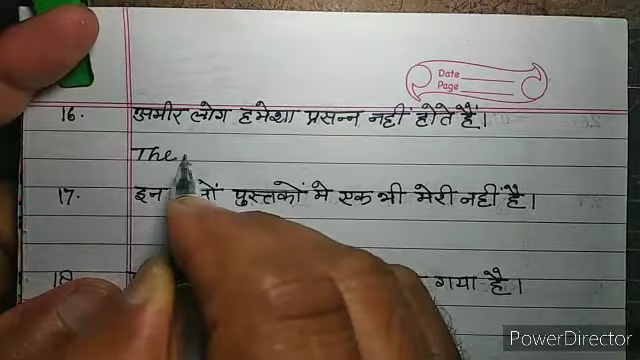 Date
Page
16. अमीर लोग हमेशा प्रसन्न नहीं होते हैं।
The
17. इन पुस्तकों मे एक भी मेरी नहीं है।
18. गया है।
PowerDirector